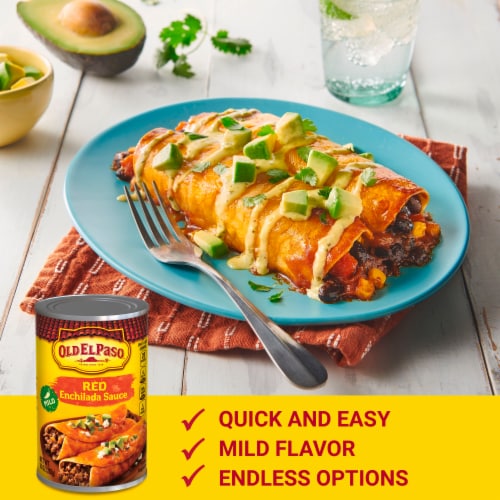 OLD EL PASO
RED
Enchilada Sauce
MILD
QUICK AND EASY
MILD FLAVOR
ENDLESS OPTIONS